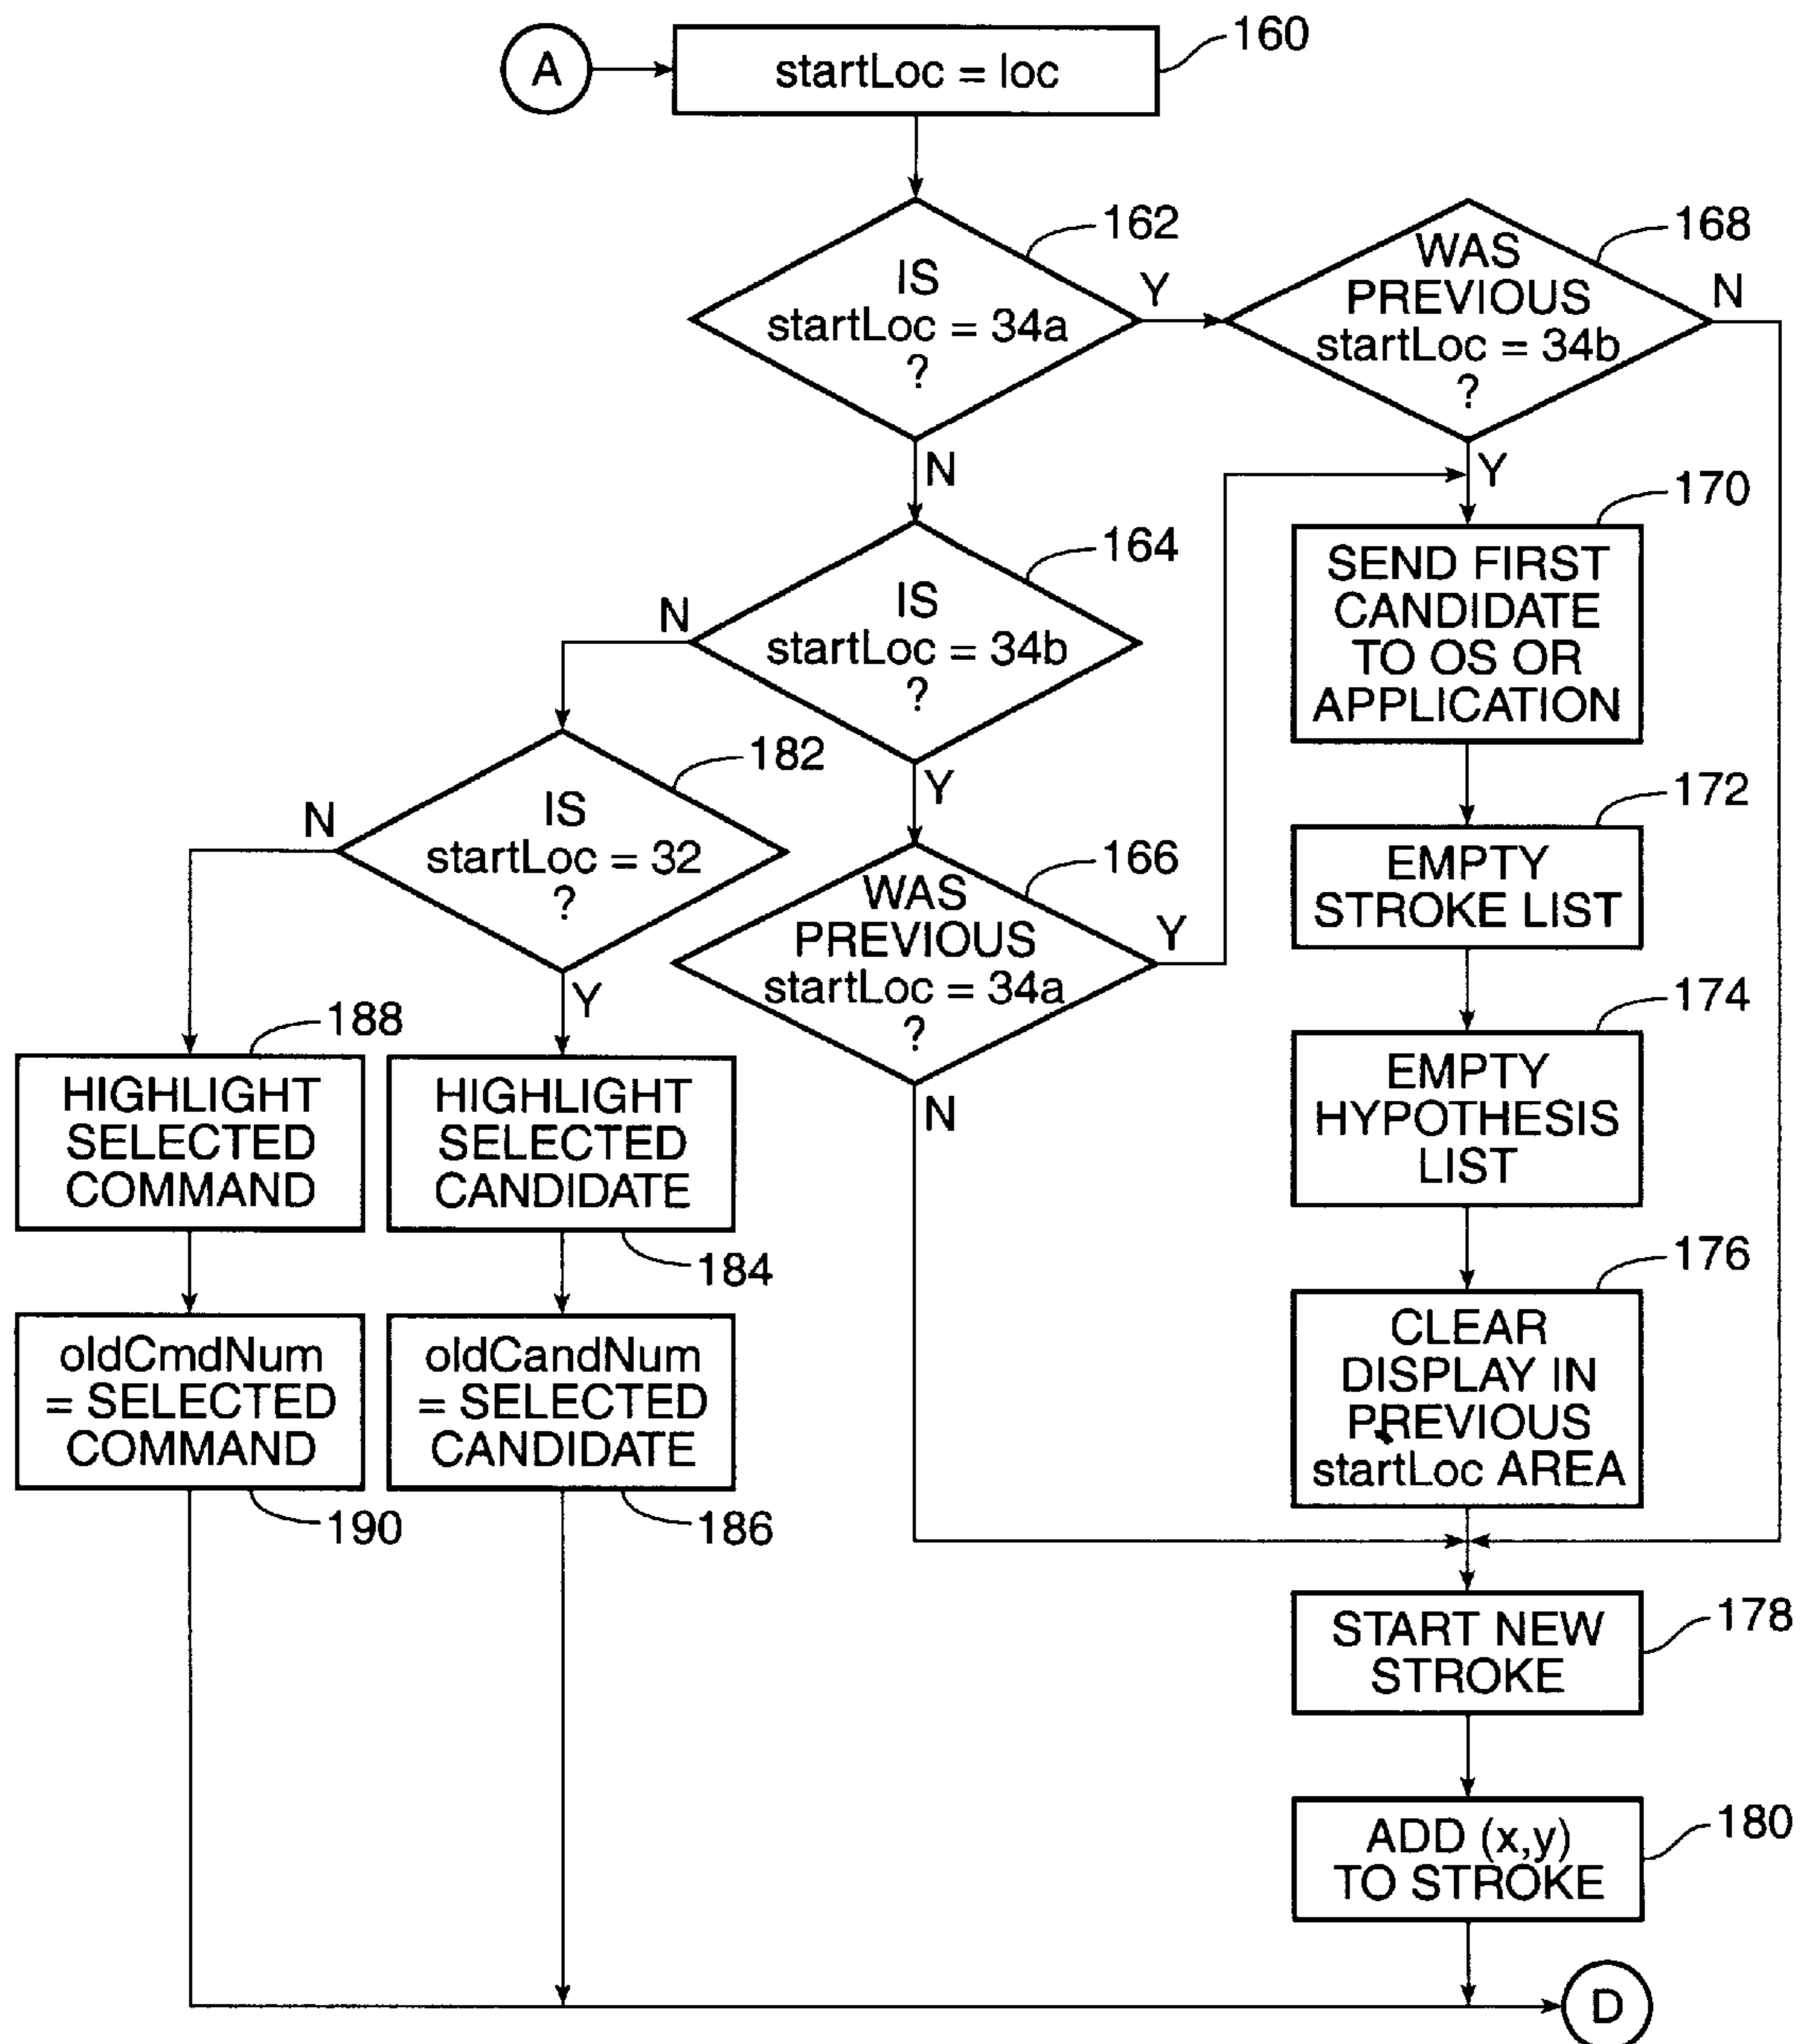 A
startLoc = loc
160
IS
startLoc = 34a
?
162
Y
N
WAS
PREVIOUS
startLoc = 34b
?
168
N
Y
IS
startLoc = 34b
?
164
N
Y
SEND FIRST
CANDIDATE
TO OS OR
APPLICATION
170
IS
startLoc = 32
?
182
N
Y
WAS
PREVIOUS
startLoc = 34a
?
166
Y
N
EMPTY
STROKE LIST
172
EMPTY
HYPOTHESIS
LIST
174
HIGHLIGHT
SELECTED
COMMAND
188
HIGHLIGHT
SELECTED
CANDIDATE
184
CLEAR
DISPLAY IN
PREVIOUS
startLoc AREA
176
oldCmdNum
= SELECTED
COMMAND
190
oldCandNum
= SELECTED
CANDIDATE
186
START NEW
STROKE
178
ADD (x,y)
TO STROKE
180
D